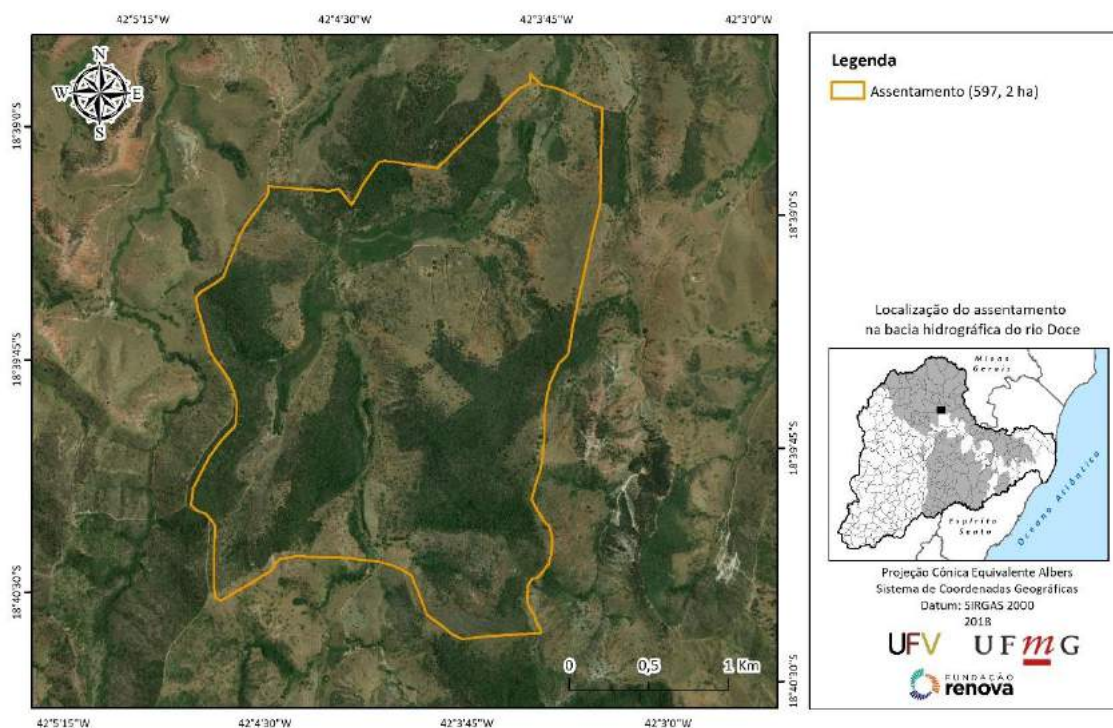 42°5'15"W 42°4'30"W 42°3'45"W 42°3'0"W
N
W E
S
18°39'0"S
18°39'45"S
18°40'30"S
18°39'0"S
18°39'45"S
18°40'30"S
0 0,5 1 Km
42°5'15"W 42°4'30"W 42°3'45"W 42°3'0"W
Legenda
Assentamento (597, 2 ha)
Localização do assentamento
na bacia hidrográfica do rio Doce
Minas
Gerais
Espírito
Santo
Oceano Atlântico
Projeção Cônica Equivalente Albers
Sistema de Coordenadas Geográficas
Datum: SIRGAS 2000
2018
UFV UFmG
FUNDAÇÃO
renova